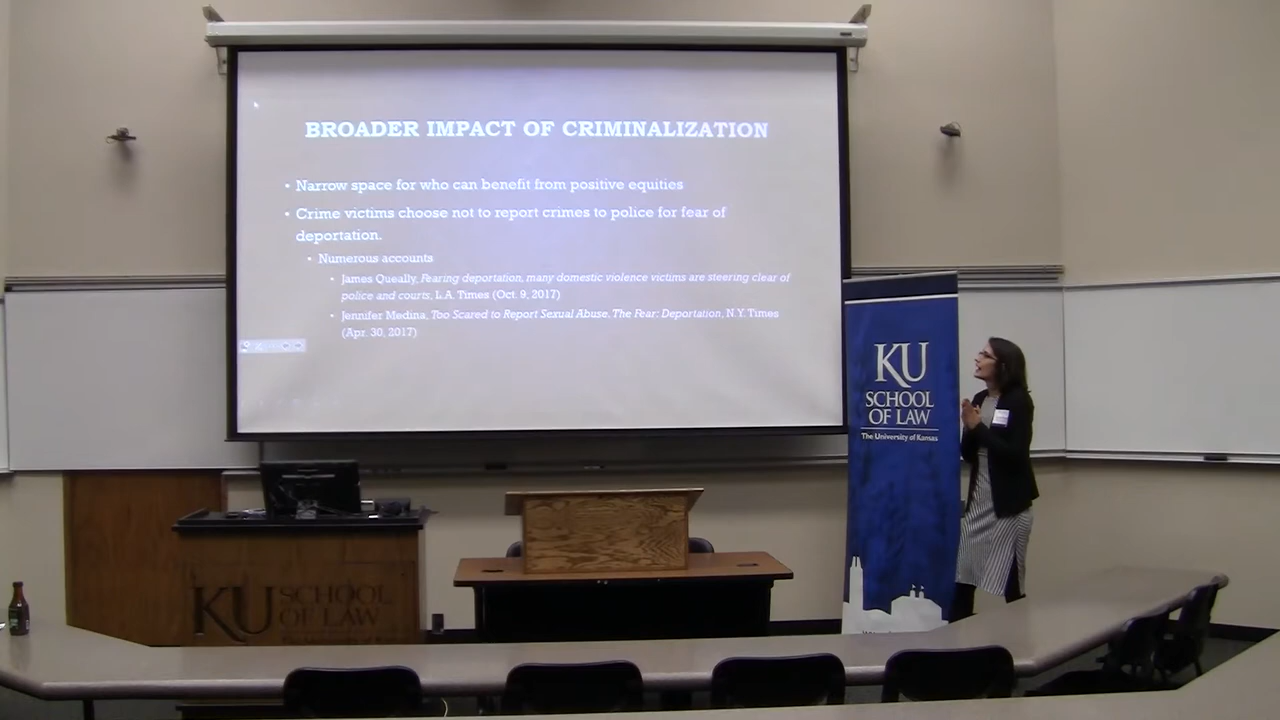 BROADER IMPACT OF CRIMINALIZATION
• Narrow space for who can benefit from positive equities
• Crime victims choose not to report crimes to police for fear of
deportation.
• Numerous accounts
• James Queally, Fearing deportation, many domestic violence victims are steering clear of
police and courts, L.A. Times (Oct. 9, 2017)
• Jennifer Medina, Too Scared to Report Sexual Abuse. The Fear: Deportation, N.Y. Times
(Apr. 30, 2017)
KU
SCHOOL
OF LAW
The University of Kansas
KU SCHOOL
OF LAW
The University of